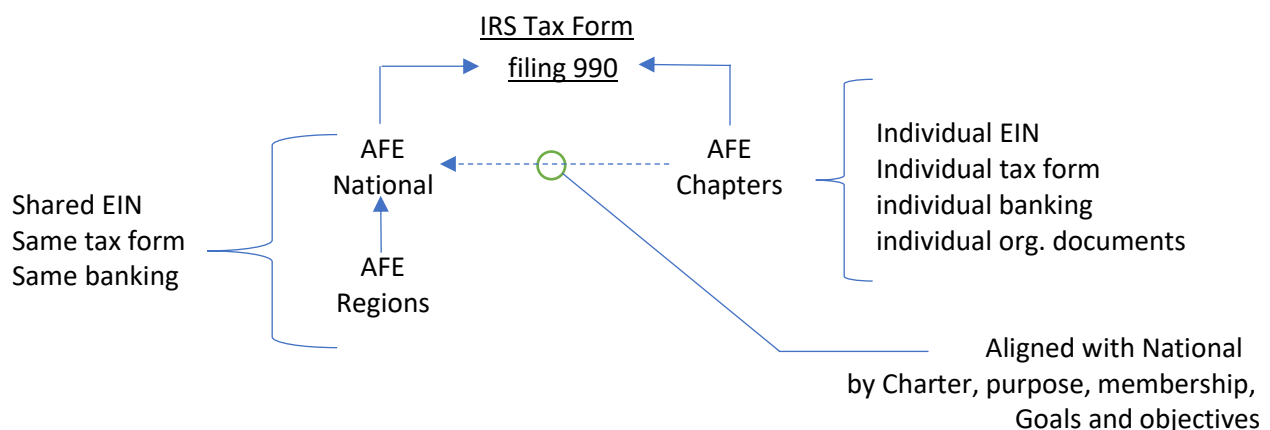 IRS Tax Form
filing 990
AFE
National
AFE
Chapters
Individual EIN
Individual tax form
individual banking
individual org. documents
Shared EIN
Same tax form
Same banking
AFE
Regions
Aligned with National
by Charter, purpose, membership,
Goals and objectives